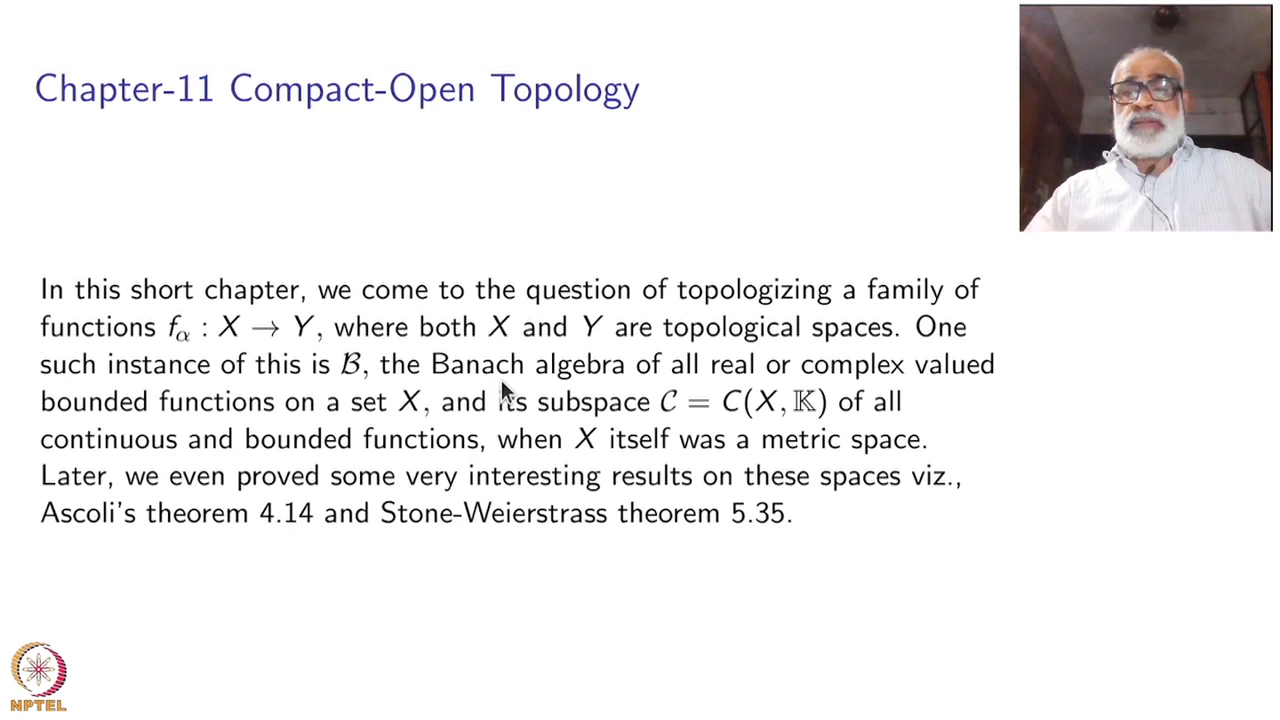 Chapter-11 Compact-Open Topology
In this short chapter, we come to the question of topologizing a family of
functions fα : X → Y, where both X and Y are topological spaces. One
such instance of this is ℬ, the Banach algebra of all real or complex valued
bounded functions on a set X, and its subspace 𝒞 = C(X, 𝕂) of all
continuous and bounded functions, when X itself was a metric space.
Later, we even proved some very interesting results on these spaces viz.,
Ascoli's theorem 4.14 and Stone-Weierstrass theorem 5.35.
NPTEL